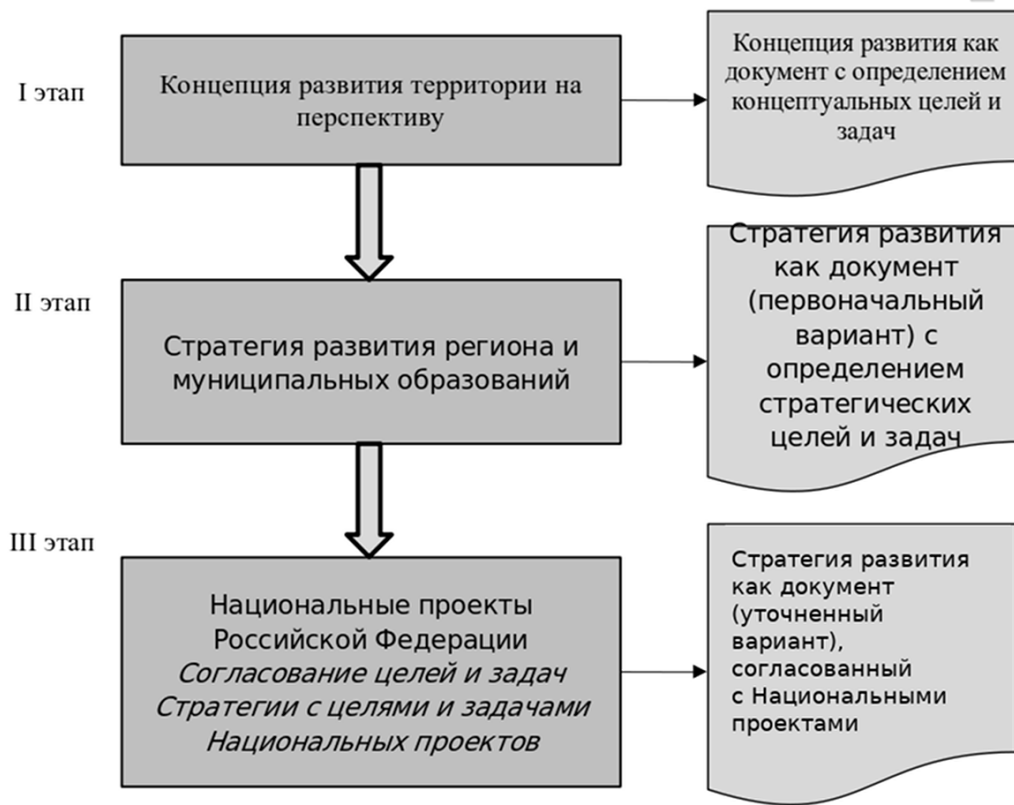 I этап
Концепция развития территории на
перспективу
Концепция развития как
документ с определением
концептуальных целей и
задач
II этап
Стратегия развития региона и
муниципальных образований
Стратегия развития
как документ
(первоначальный
вариант) с
определением
стратегических
целей и задач
III этап
Национальные проекты
Российской Федерации
Согласование целей и задач
Стратегии с целями и задачами
Национальных проектов
Стратегия развития
как документ
(уточненный
вариант),
согласованный
с Национальными
проектами